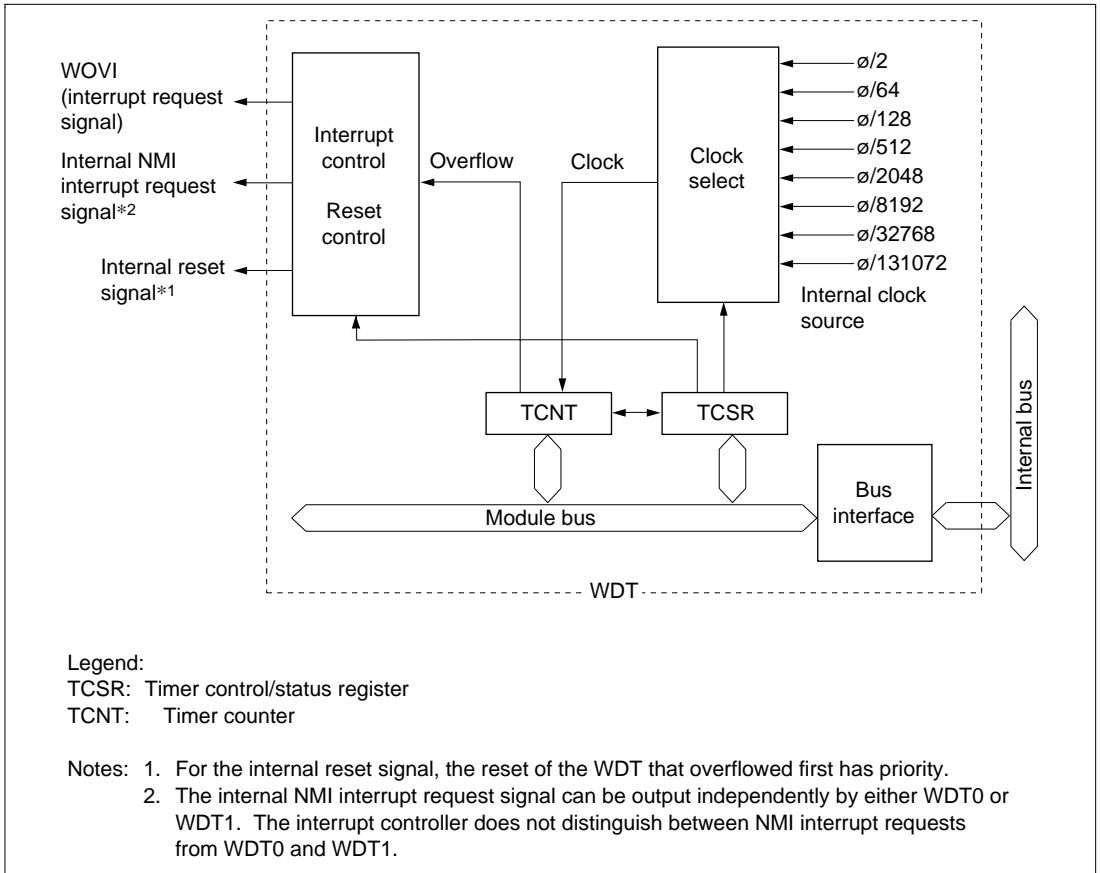 WOVI
(interrupt request
signal)
Internal NMI
interrupt request
signal*2
Internal reset
signal*1
Interrupt
control
Reset
control
Overflow
Clock
Clock
select
ø/2
ø/64
ø/128
ø/512
ø/2048
ø/8192
ø/32768
ø/131072
Internal clock
source
TCNT
TCSR
Module bus
Bus
interface
Internal bus
WDT
Legend:
TCSR: Timer control/status register
TCNT: Timer counter
Notes: 1. For the internal reset signal, the reset of the WDT that overflowed first has priority.
2. The internal NMI interrupt request signal can be output independently by either WDT0 or
WDT1. The interrupt controller does not distinguish between NMI interrupt requests
from WDT0 and WDT1.